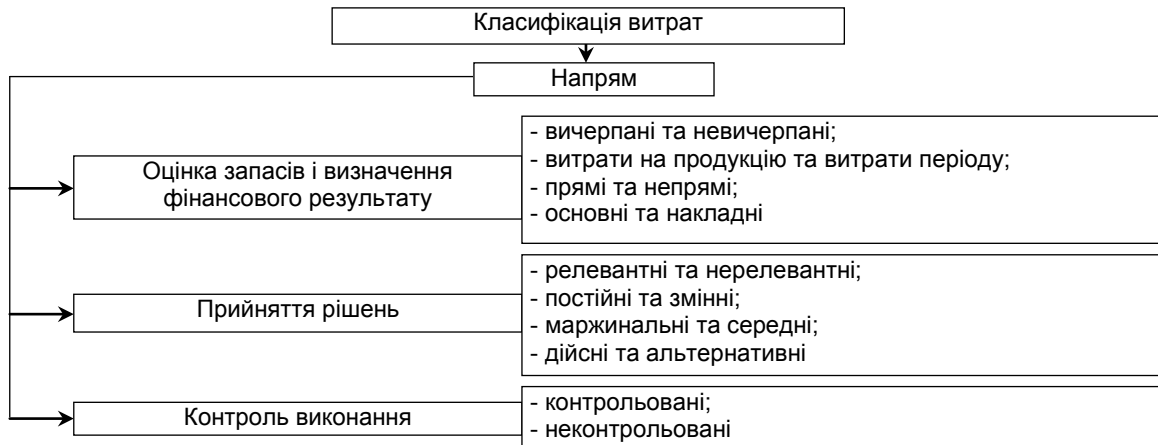 Класифікація витрат
Напрям
Оцінка запасів і визначення
фінансового результату
- вичерпані та невичерпані;
- витрати на продукцію та витрати періоду;
- прямі та непрямі;
- основні та накладні
Прийняття рішень
- релевантні та нерелевантні;
- постійні та змінні;
- маржинальні та середні;
- дійсні та альтернативні
Контроль виконання
- контрольовані;
- неконтрольовані